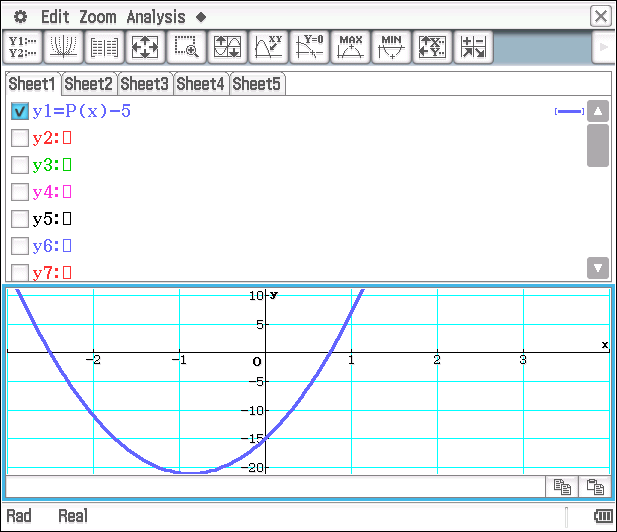 Edit Zoom Analysis ◆
Y1:··· Y2:··· XY Y=0 MAX MIN X- Y-
Sheet1 Sheet2 Sheet3 Sheet4 Sheet5
y1=P(x)-5
y2:▯
y3:▯
y4:▯
y5:▯
y6:▯
y7:▯
10 y
5
x
-2 -1 O 1 2 3
-5
-10
-15
-20
Rad Real